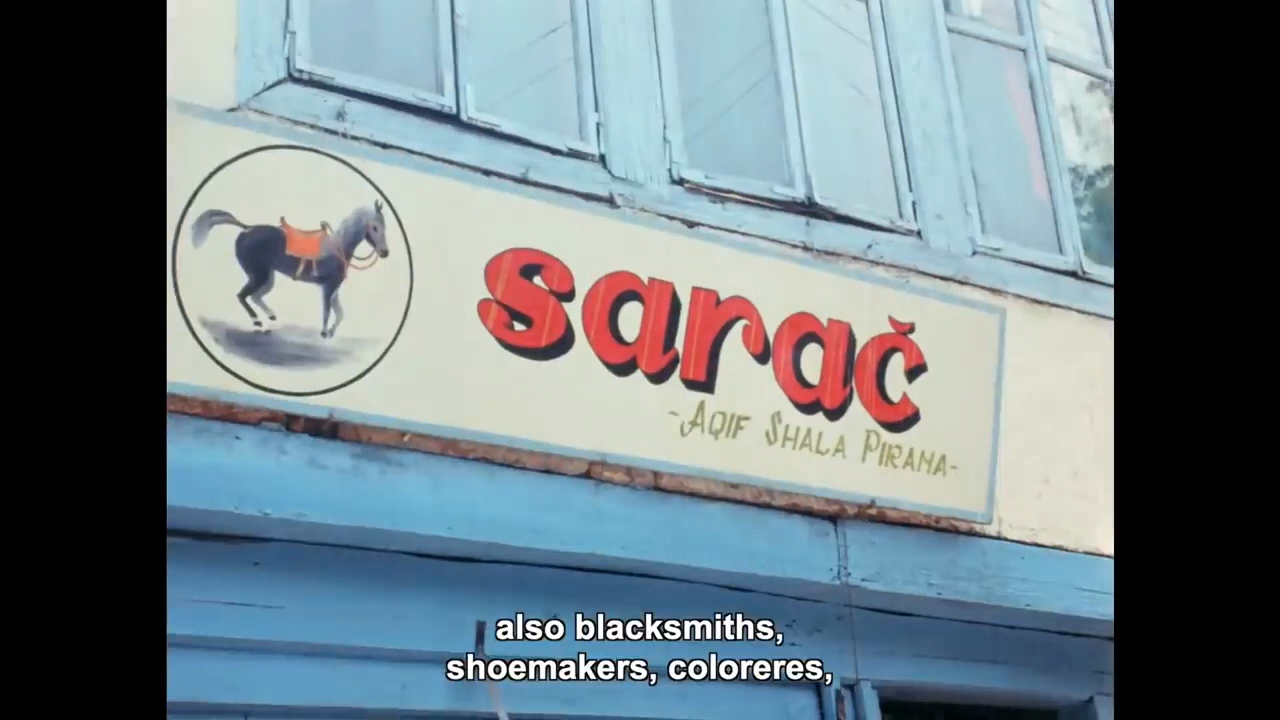 sarač
-AQIF SHALA PIRANA-
also blacksmiths,
shoemakers, coloreres,